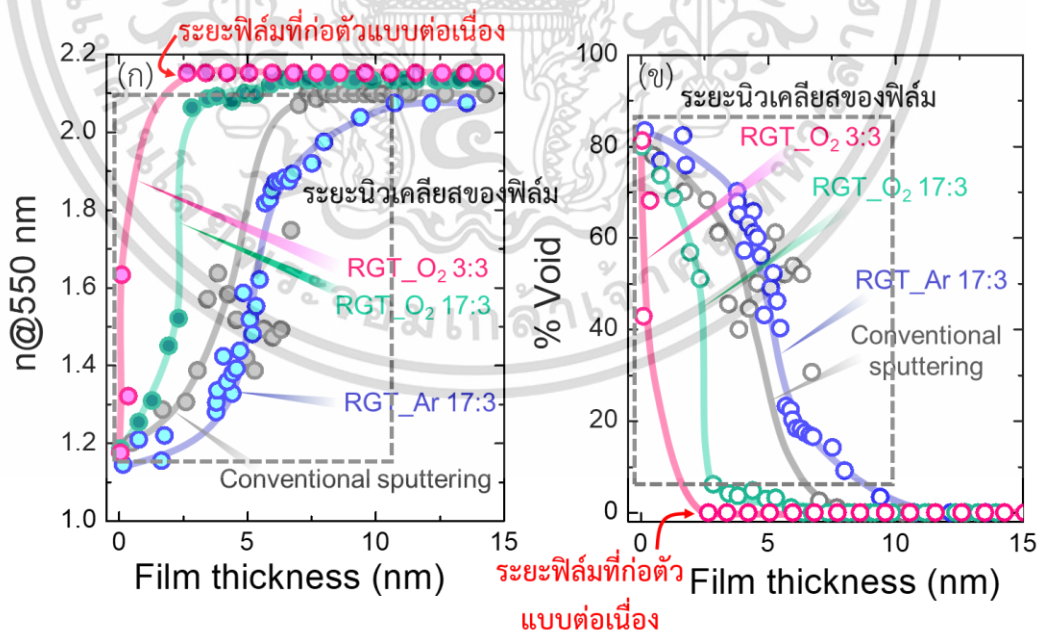 ระยะฟิล์มที่ก่อตัวแบบต่อเนื่อง
2.2
2.0
1.8
1.6
1.4
1.2
1.0
n@550 nm
(ก)
ระยะนิวเคลียสของฟิล์ม
RGT_O₂ 3:3
RGT_O₂ 17:3
RGT_Ar 17:3
Conventional sputtering
0
5
10
15
Film thickness (nm)
100
80
60
40
20
0
% Void
(ข)
ระยะนิวเคลียสของฟิล์ม
RGT_O₂ 3:3
RGT_O₂ 17:3
RGT_Ar 17:3
Conventional
sputtering
0
5
10
15
Film thickness (nm)
ระยะฟิล์มที่ก่อตัว
แบบต่อเนื่อง